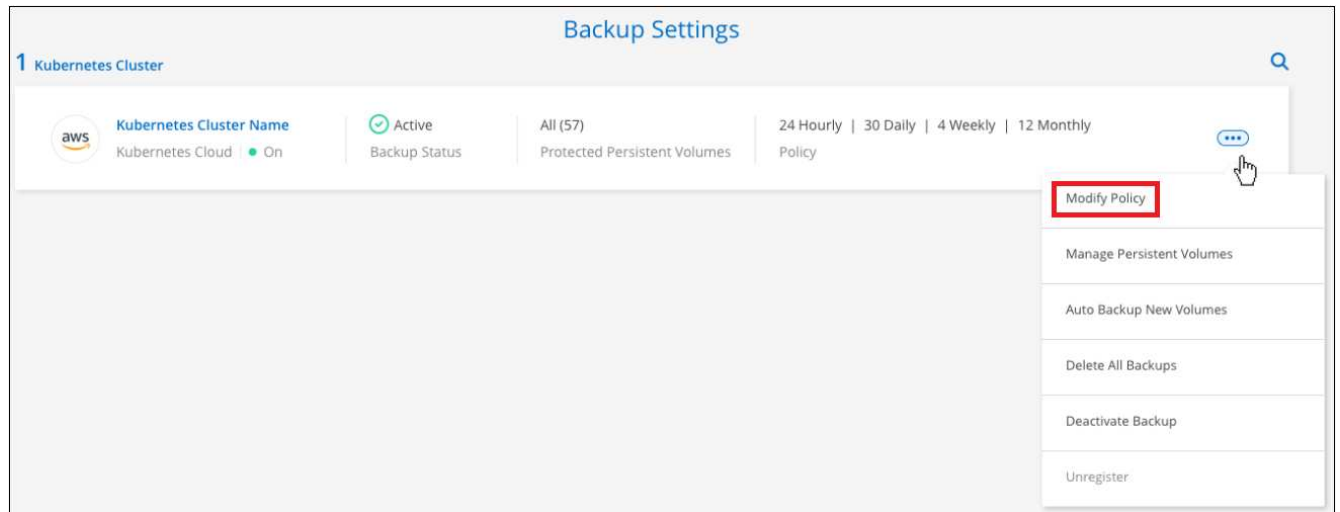 Backup Settings
1 Kubernetes Cluster
aws
Kubernetes Cluster Name
Kubernetes Cloud | On
Active
Backup Status
All (57)
Protected Persistent Volumes
24 Hourly | 30 Daily | 4 Weekly | 12 Monthly
Policy
Modify Policy
Manage Persistent Volumes
Auto Backup New Volumes
Delete All Backups
Deactivate Backup
Unregister